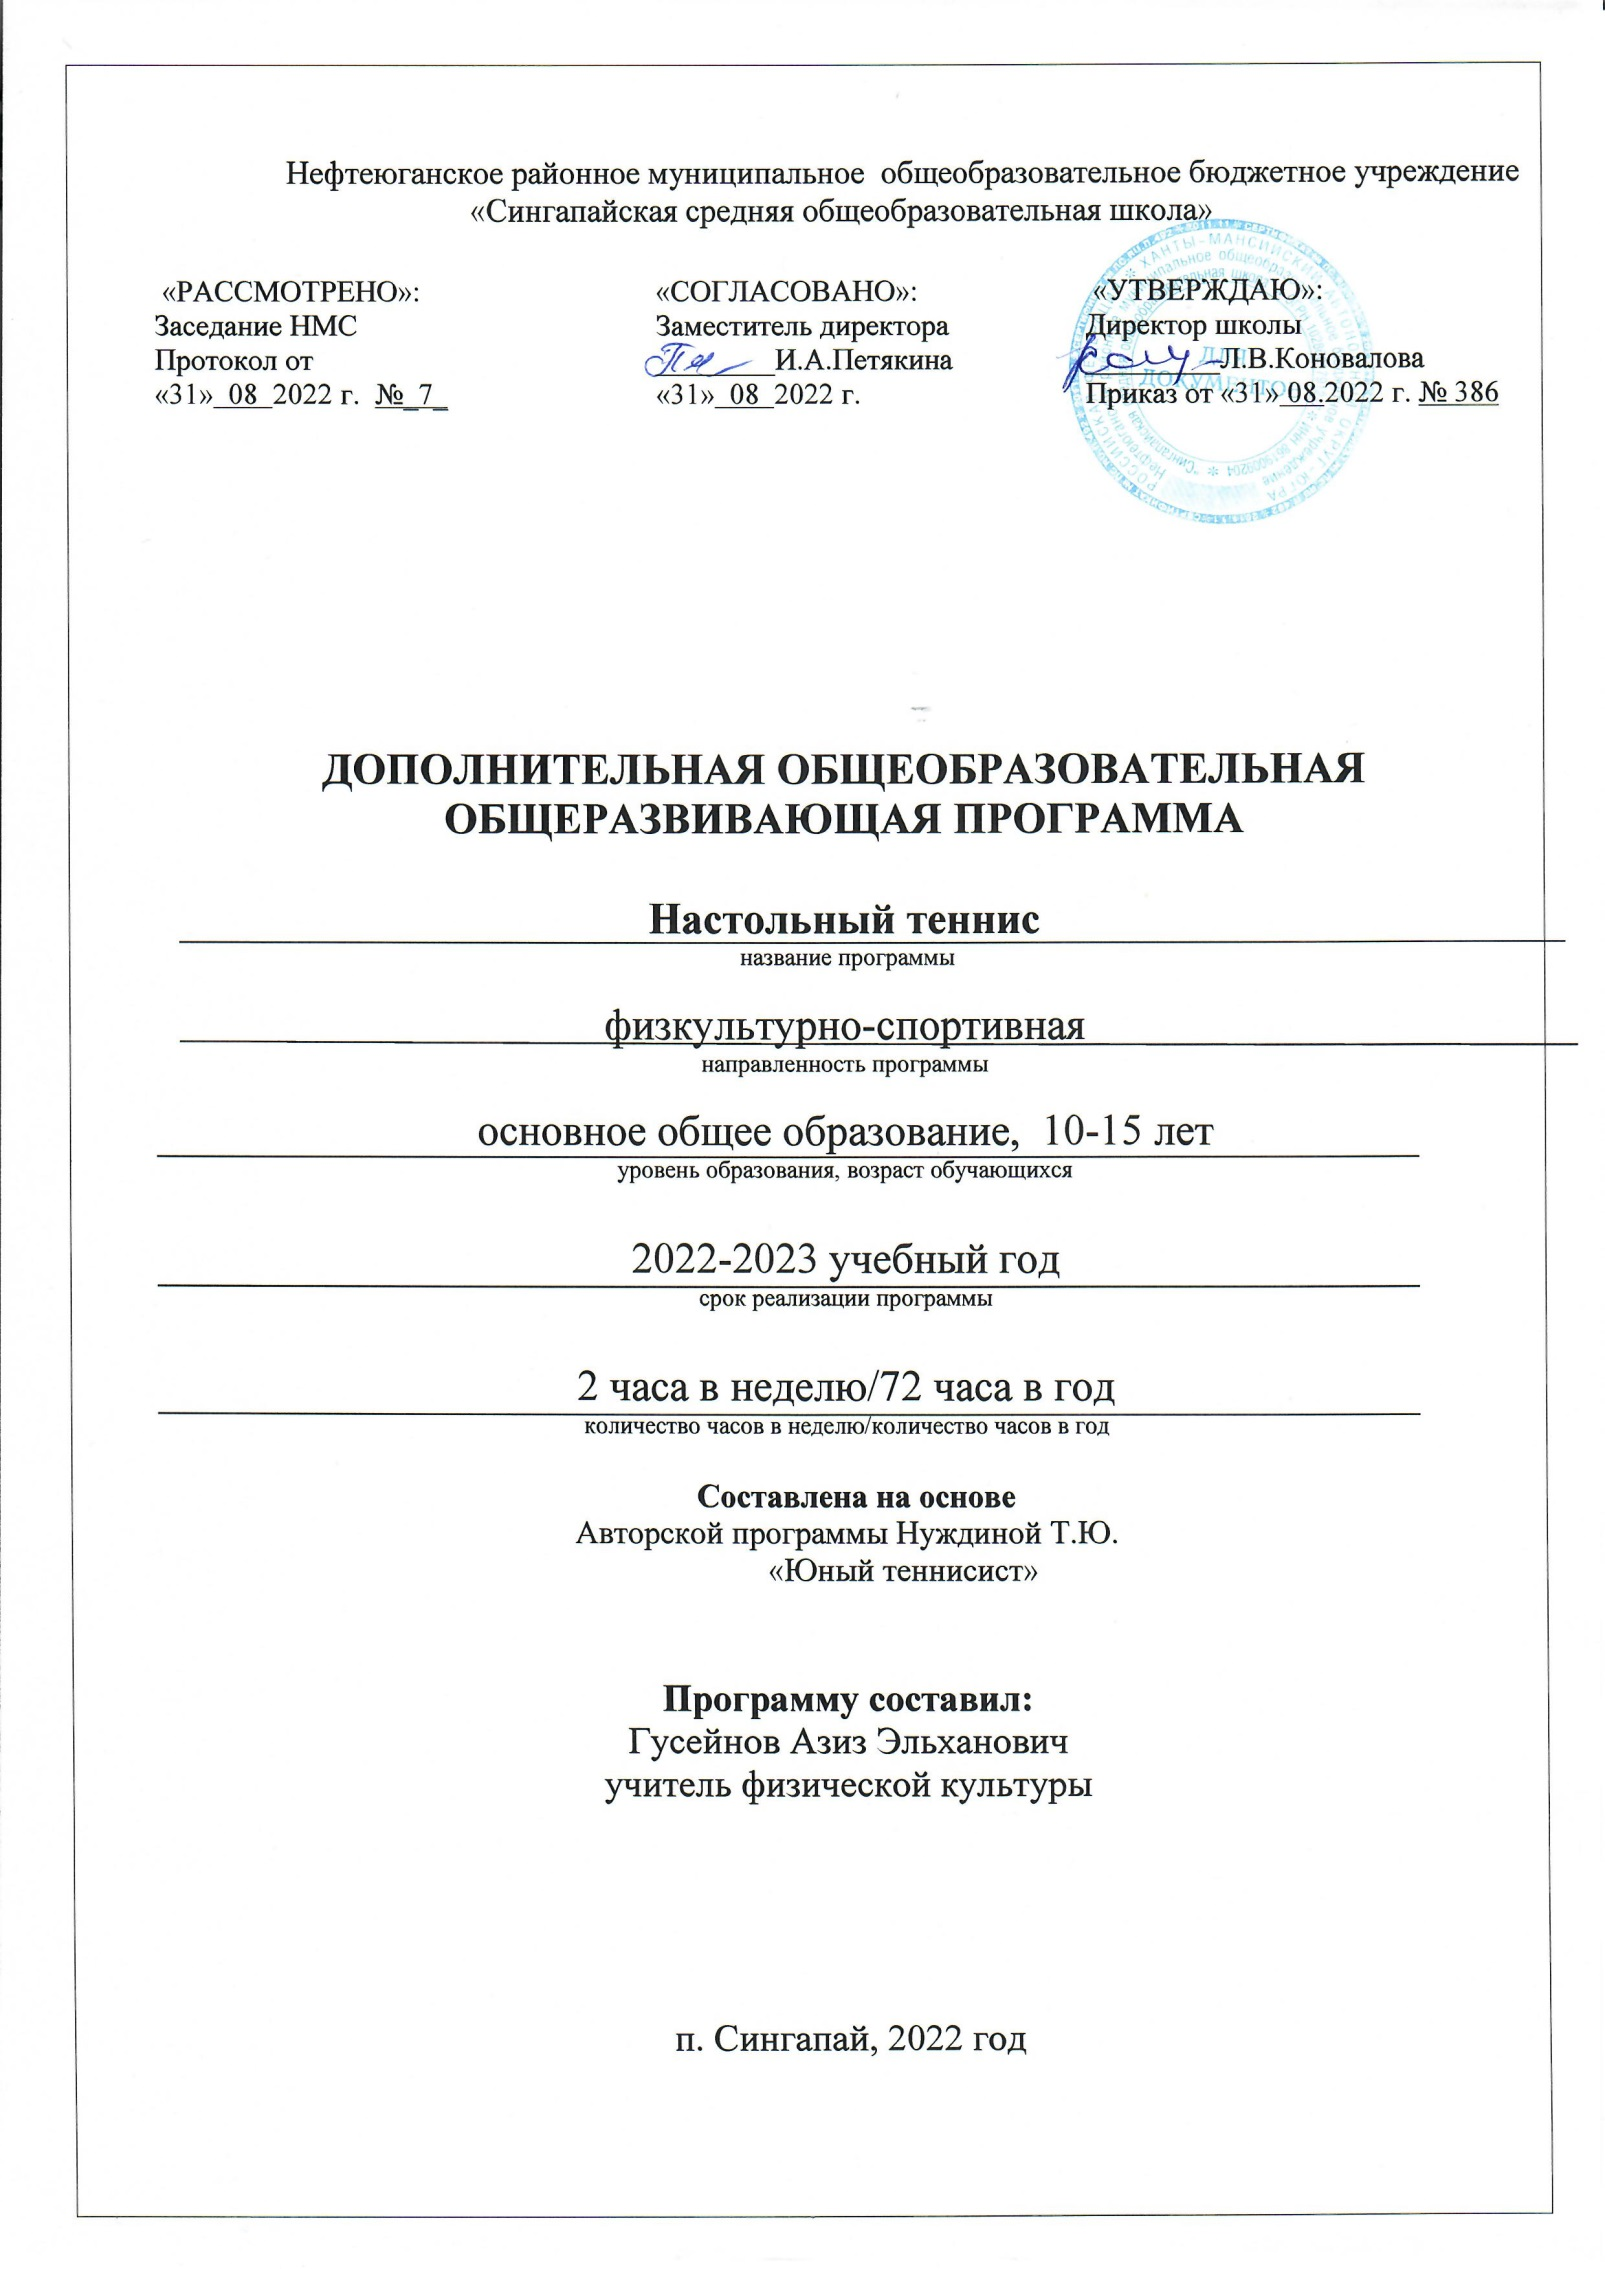 Нефтеюганское районное муниципальное общеобразовательное бюджетное учреждение
«Сингапайская средняя общеобразовательная школа»
«РАССМОТРЕНО»:
Заседание НМС
Протокол от
«31»_08_2022 г. №_7_
«СОГЛАСОВАНО»:
Заместитель директора
И.А.Петякина
«31»_08_2022 г.
«УТВЕРЖДАЮ»:
Директор школы
Л.В.Коновалова
Приказ от «31»_08.2022 г. № 386
ДЛЯ
ДОКУМЕНТО
ДОПОЛНИТЕЛЬНАЯ ОБЩЕОБРАЗОВАТЕЛЬНАЯ
ОБЩЕРАЗВИВАЮЩАЯ ПРОГРАММА
Настольный теннис
название программы
физкультурно-спортивная
направленность программы
основное общее образование, 10-15 лет
уровень образования, возраст обучающихся
2022-2023 учебный год
срок реализации программы
2 часа в неделю/72 часа в год
количество часов в неделю/количество часов в год
Составлена на основе
Авторской программы Нуждиной Т.Ю.
«Юный теннисист»
Программу составил:
Гусейнов Азиз Эльханович
учитель физической культуры
п. Сингапай, 2022 год